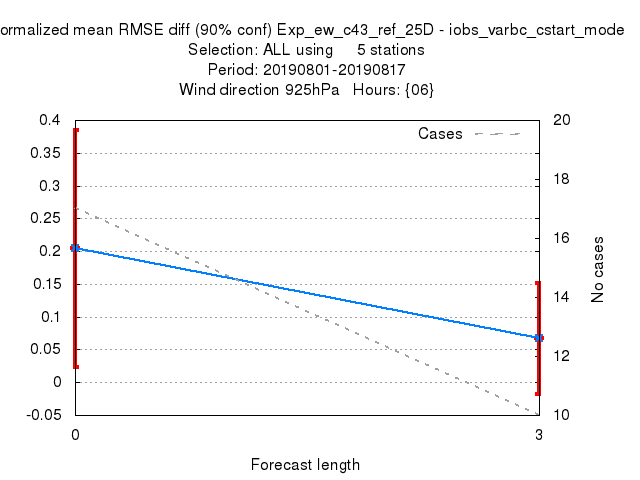 ormalized mean RMSE diff (90% conf) Exp_ew_c43_ref_25D - iobs_varbc_cstart_mode
Selection: ALL using     5 stations
Period: 20190801-20190817
Wind direction 925hPa   Hours: {06}
Cases
0.4
0.35
0.3
0.25
0.2
0.15
0.1
0.05
0
-0.05
20
18
16
14
12
10
No cases
0
3
Forecast length